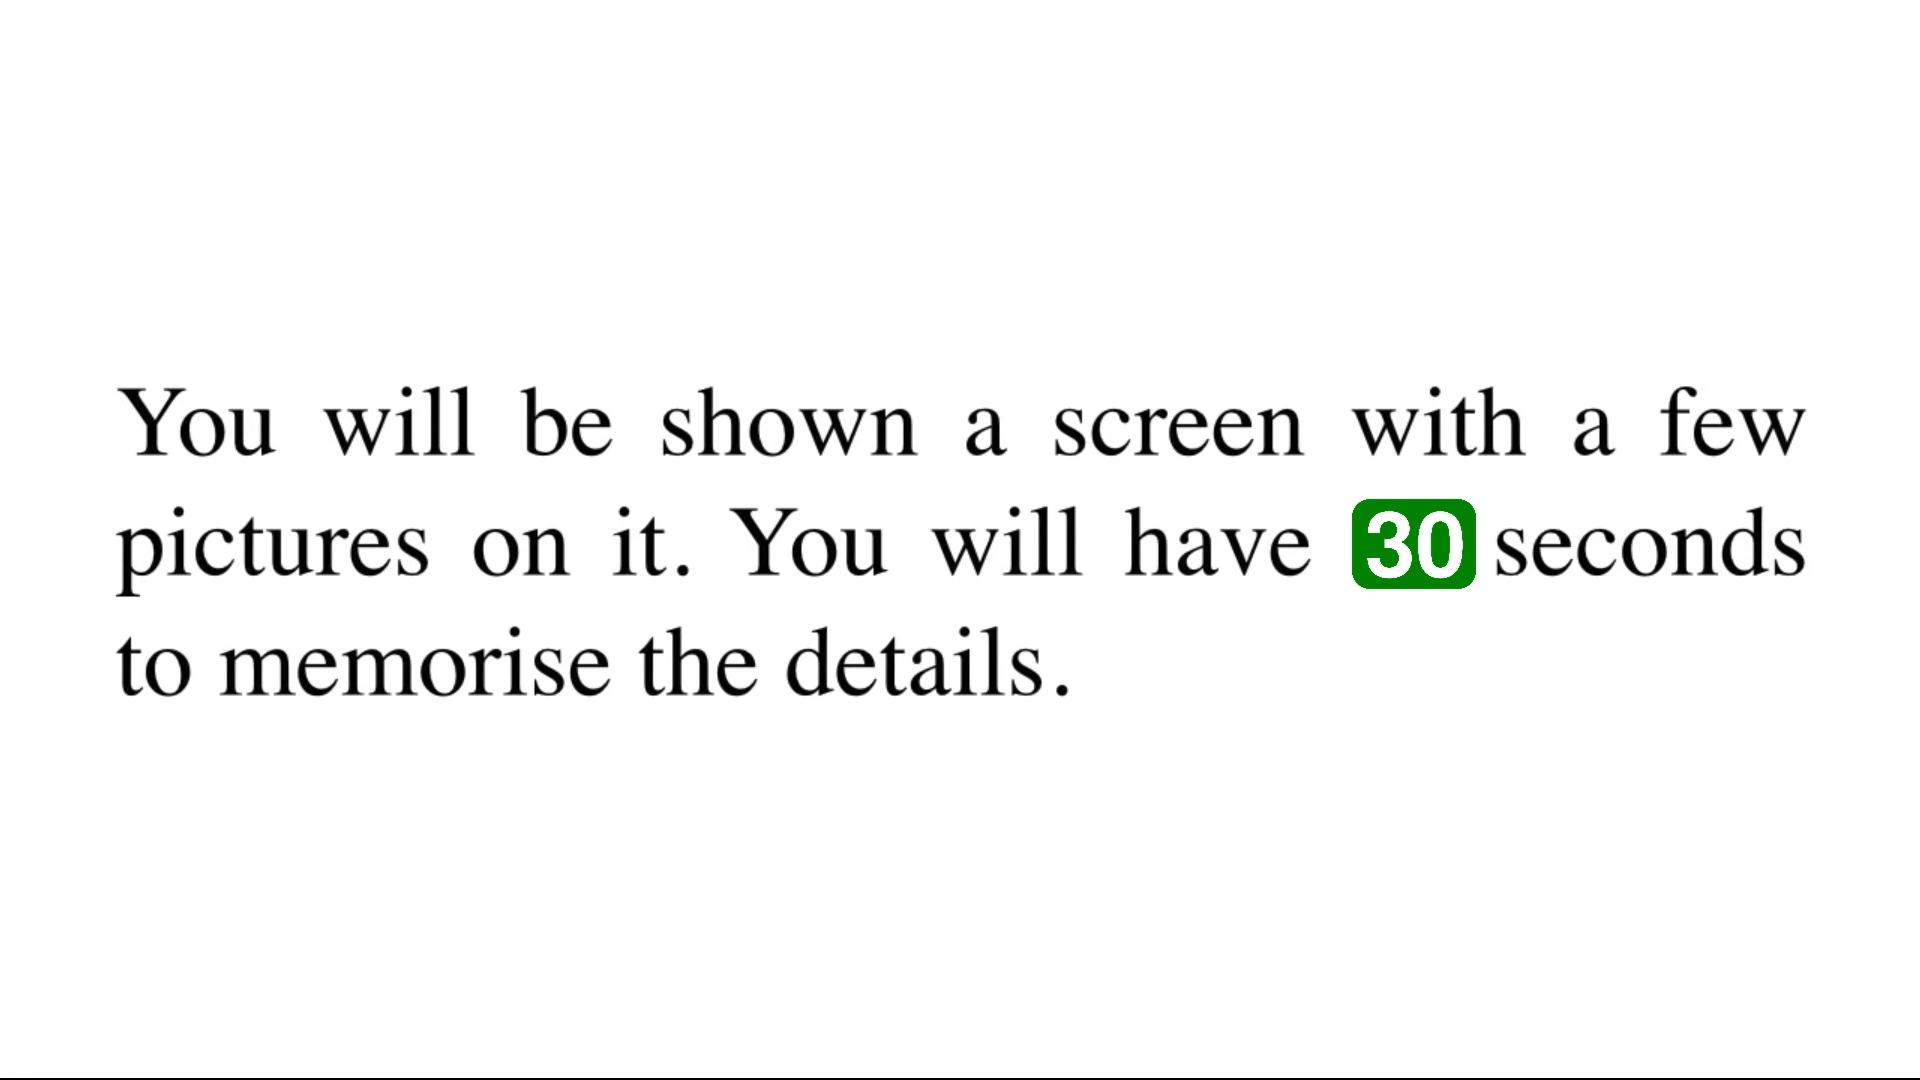 You will be shown a screen with a few
pictures on it. You will have 30 seconds
to memorise the details.